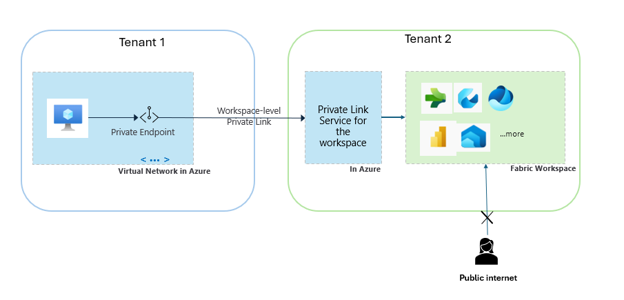 Tenant 1
Tenant 2
Workspace-level
Private Link
Private Endpoint
< ... >
Virtual Network in Azure
Private Link
Service for
the
workspace
In Azure
...more
Fabric Workspace
Public internet